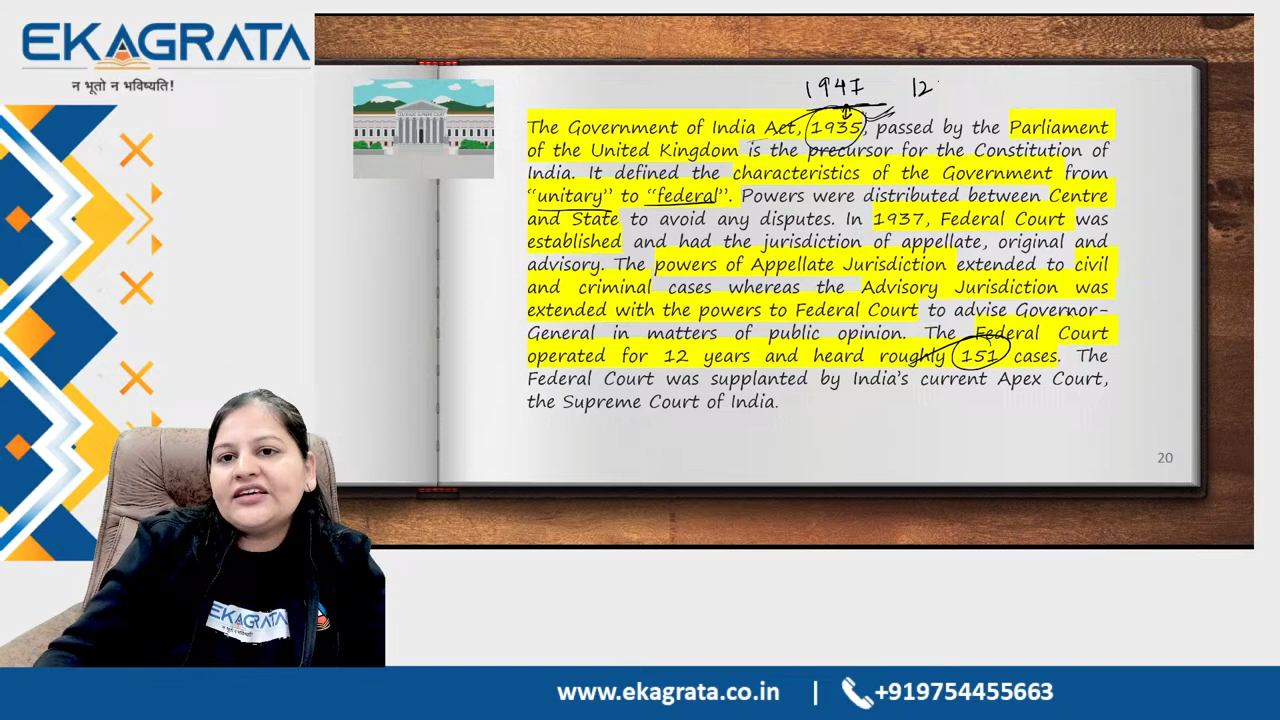 EKAGRATA
न भूतो न भविष्यति!
1947 12
The Government of India Act, 1935, passed by the Parliament
of the United Kingdom is the precursor for the Constitution of
India. It defined the characteristics of the Government from
“unitary” to “federal”. Powers were distributed between Centre
and State to avoid any disputes. In 1937, Federal Court was
established and had the jurisdiction of appellate, original and
advisory. The powers of Appellate Jurisdiction extended to civil
and criminal cases whereas the Advisory Jurisdiction was
extended with the powers to Federal Court to advise Governor-
General in matters of public opinion. The Federal Court
operated for 12 years and heard roughly 151 cases. The
Federal Court was supplanted by India’s current Apex Court,
the Supreme Court of India.
20
EKAGRATA
न भूतो न भविष्यति!
www.ekagrata.co.in | +919754455663